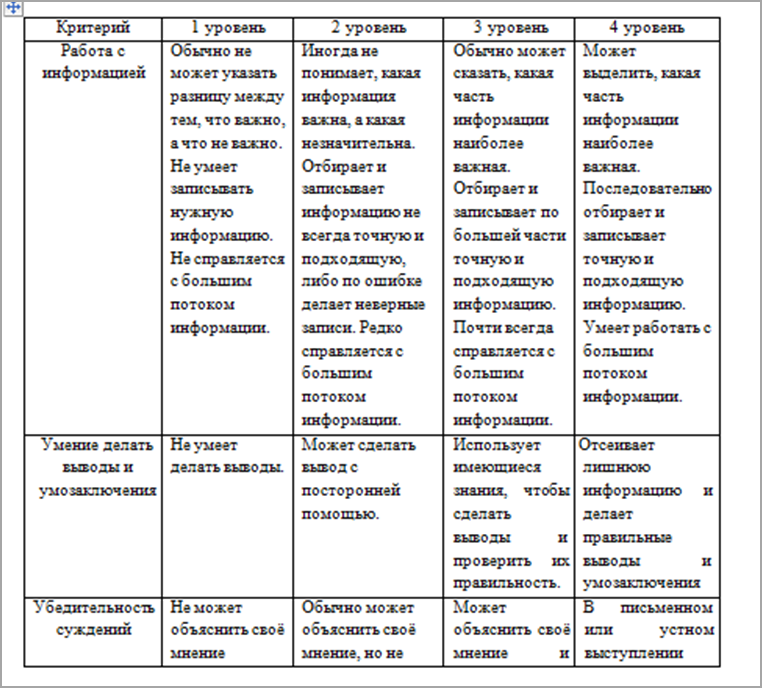 Критерий
1 уровень
2 уровень
3 уровень
4 уровень
Работа с
информацией
Обычно не
может указать
разницу между
тем, что важно,
а что не важно.
Не умеет
записывать
нужную
информацию.
Не справляется
с большим
потоком
информации.
Иногда не
понимает, какая
информация
важна, а какая
незначительна.
Отбирает и
записывает
информацию не
всегда точную и
подходящую,
либо по ошибке
делает неверные
записи. Редко
справляется с
большим
потоком
информации.
Обычно может
сказать, какая
часть
информации
наиболее
важная.
Отбирает и
записывает по
большей части
точную и
подходящую
информацию.
Почти всегда
справляется с
большим
потоком
информации.
Может
выделить, какая
часть
информации
наиболее
важная.
Последовательно
отбирает и
записывает
точную и
подходящую
информацию.
Умеет работать с
большим
потоком
информации.
Умение делать
выводы и
умозаключения
Не умеет
делать выводы.
Может сделать
вывод с
посторонней
помощью.
Использует
имеющиеся
знания, чтобы
сделать
выводы и
проверить их
правильность.
Отсеивает
лишнюю
информацию и
делает
правильные
выводы и
умозаключения
Убедительность
суждений
Не может
объяснить своё
мнение
Обычно может
объяснить своё
мнение, но не
Может
объяснить своё
мнение и
В письменном
или устном
выступлении